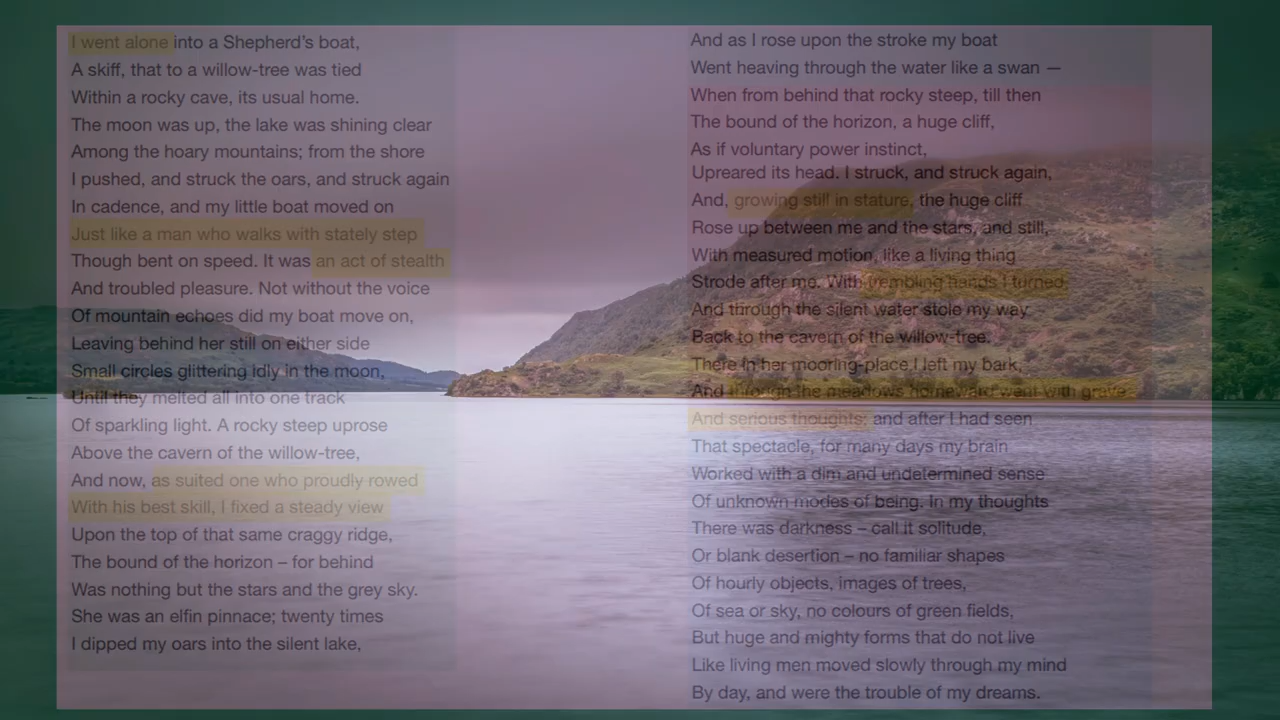 I went alone into a Shepherd's boat,
A skiff, that to a willow-tree was tied
Within a rocky cave, its usual home.
The moon was up, the lake was shining clear
Among the hoary mountains; from the shore
I pushed, and struck the oars, and struck again
In cadence, and my little boat moved on
Just like a man who walks with stately step
Though bent on speed. It was an act of stealth
And troubled pleasure. Not without the voice
Of mountain echoes did my boat move on,
Leaving behind her still on either side
Small circles glittering idly in the moon,
Until they melted all into one track
Of sparkling light. A rocky steep uprose
Above the cavern of the willow-tree,
And now, as suited one who proudly rowed
With his best skill, I fixed a steady view
Upon the top of that same craggy ridge,
The bound of the horizon – for behind
Was nothing but the stars and the grey sky.
She was an elfin pinnace; twenty times
I dipped my oars into the silent lake,
And as I rose upon the stroke my boat
Went heaving through the water like a swan —
When from behind that rocky steep, till then
The bound of the horizon, a huge cliff,
As if voluntary power instinct,
Upreared its head. I struck, and struck again,
And, growing still in stature, the huge cliff
Rose up between me and the stars, and still,
With measured motion, like a living thing
Strode after me. With trembling hands I turned,
And through the silent water stole my way
Back to the cavern of the willow-tree.
There in her mooring-place I left my bark,
And through the meadows homeward went with grave
And serious thoughts; and after I had seen
That spectacle, for many days my brain
Worked with a dim and undetermined sense
Of unknown modes of being. In my thoughts
There was darkness – call it solitude,
Or blank desertion – no familiar shapes
Of hourly objects, images of trees,
Of sea or sky, no colours of green fields,
But huge and mighty forms that do not live
Like living men moved slowly through my mind
By day, and were the trouble of my dreams.